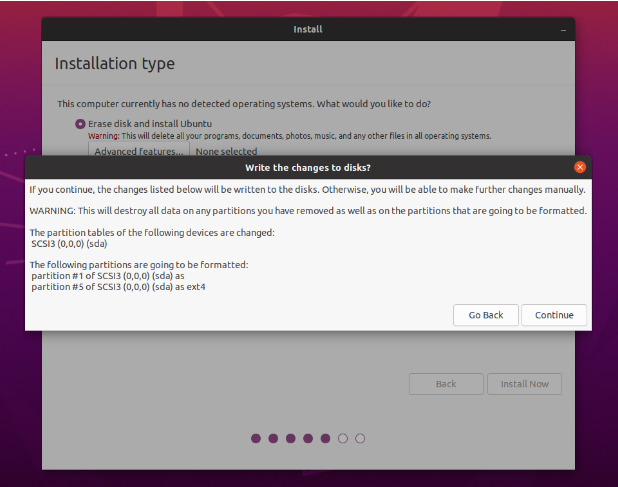 Install
Installation type
This computer currently has no detected operating systems. What would you like to do?
Erase disk and install Ubuntu
Warning: This will delete all your programs, documents, photos, music, and any other files in all operating systems.
Advanced features... None selected
Write the changes to disks?
If you continue, the changes listed below will be written to the disks. Otherwise, you will be able to make further changes manually.
WARNING: This will destroy all data on any partitions you have removed as well as on the partitions that are going to be formatted.
The partition tables of the following devices are changed:
SCSI3 (0,0,0) (sda)
The following partitions are going to be formatted:
partition #1 of SCSI3 (0,0,0) (sda) as
partition #5 of SCSI3 (0,0,0) (sda) as ext4
Go Back Continue
Back Install Now